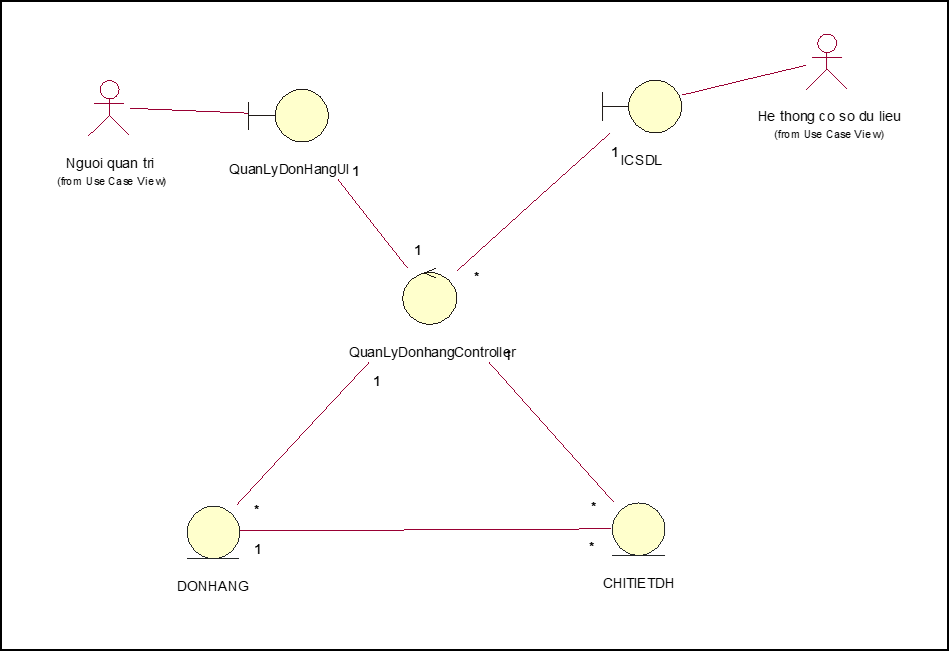 He thong co so du lieu
(from Use Case View)
Nguoi quan tri
(from Use Case View)
QuanLyDonHangUI
1
1
ICSDL
1
*
QuanLyDonhangController
1
1
*
*
1
*
DONHANG
CHITIETDH